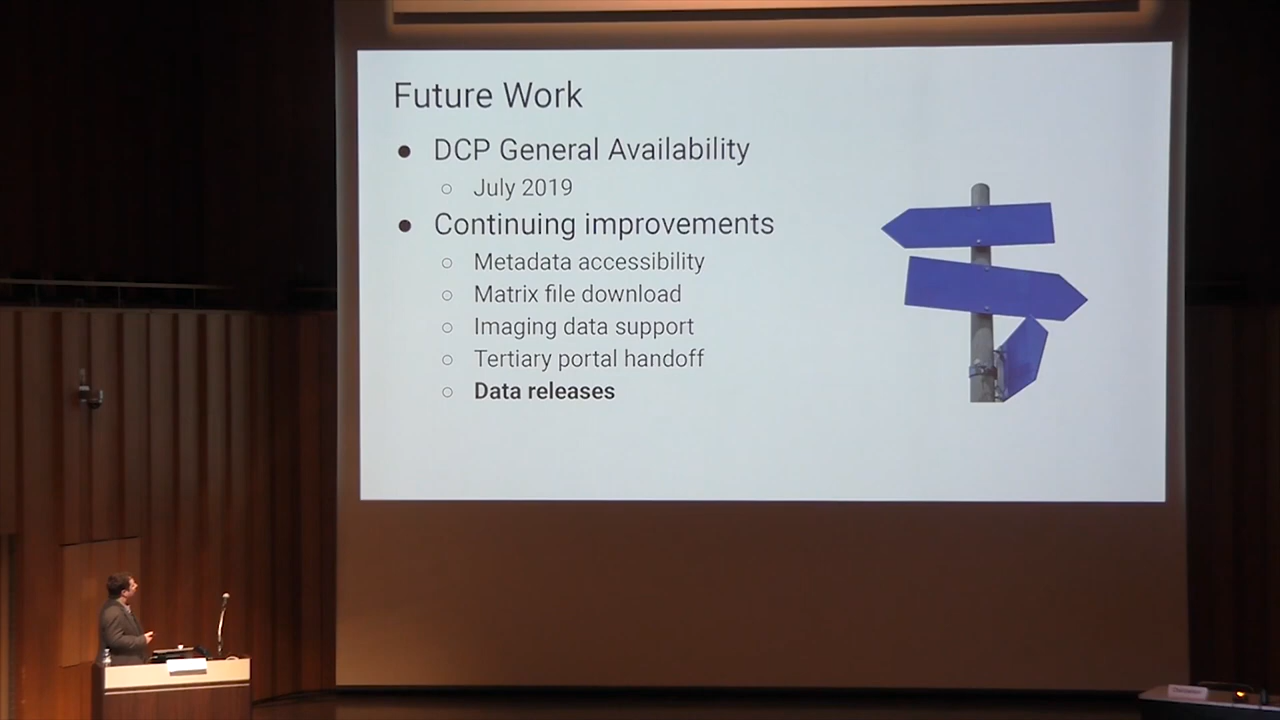 Future Work
● DCP General Availability
○ July 2019
● Continuing improvements
○ Metadata accessibility
○ Matrix file download
○ Imaging data support
○ Tertiary portal handoff
○ Data releases